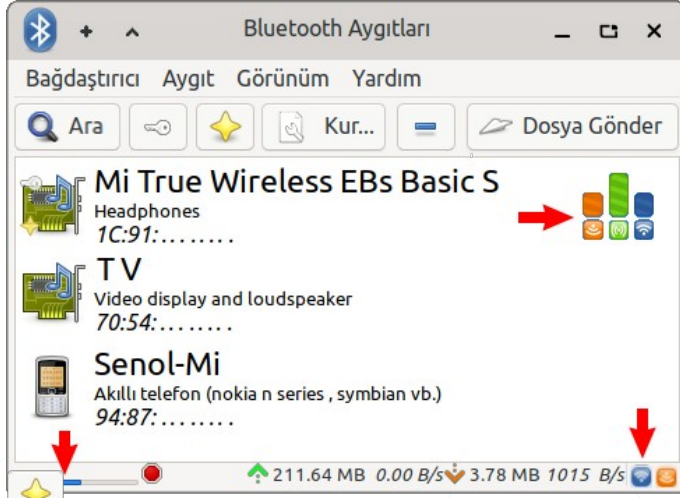 Bluetooth Aygıtları
Bağdaştırıcı Aygıt Görünüm Yardım
Ara Kur... Dosya Gönder
Mi True Wireless EBs Basic S
Headphones
1C:91:........
T V
Video display and loudspeaker
70:54:........
Senol-Mi
Akıllı telefon (nokia n series , symbian vb.)
94:87:........
211.64 MB 0.00 B/s 3.78 MB 1015 B/s